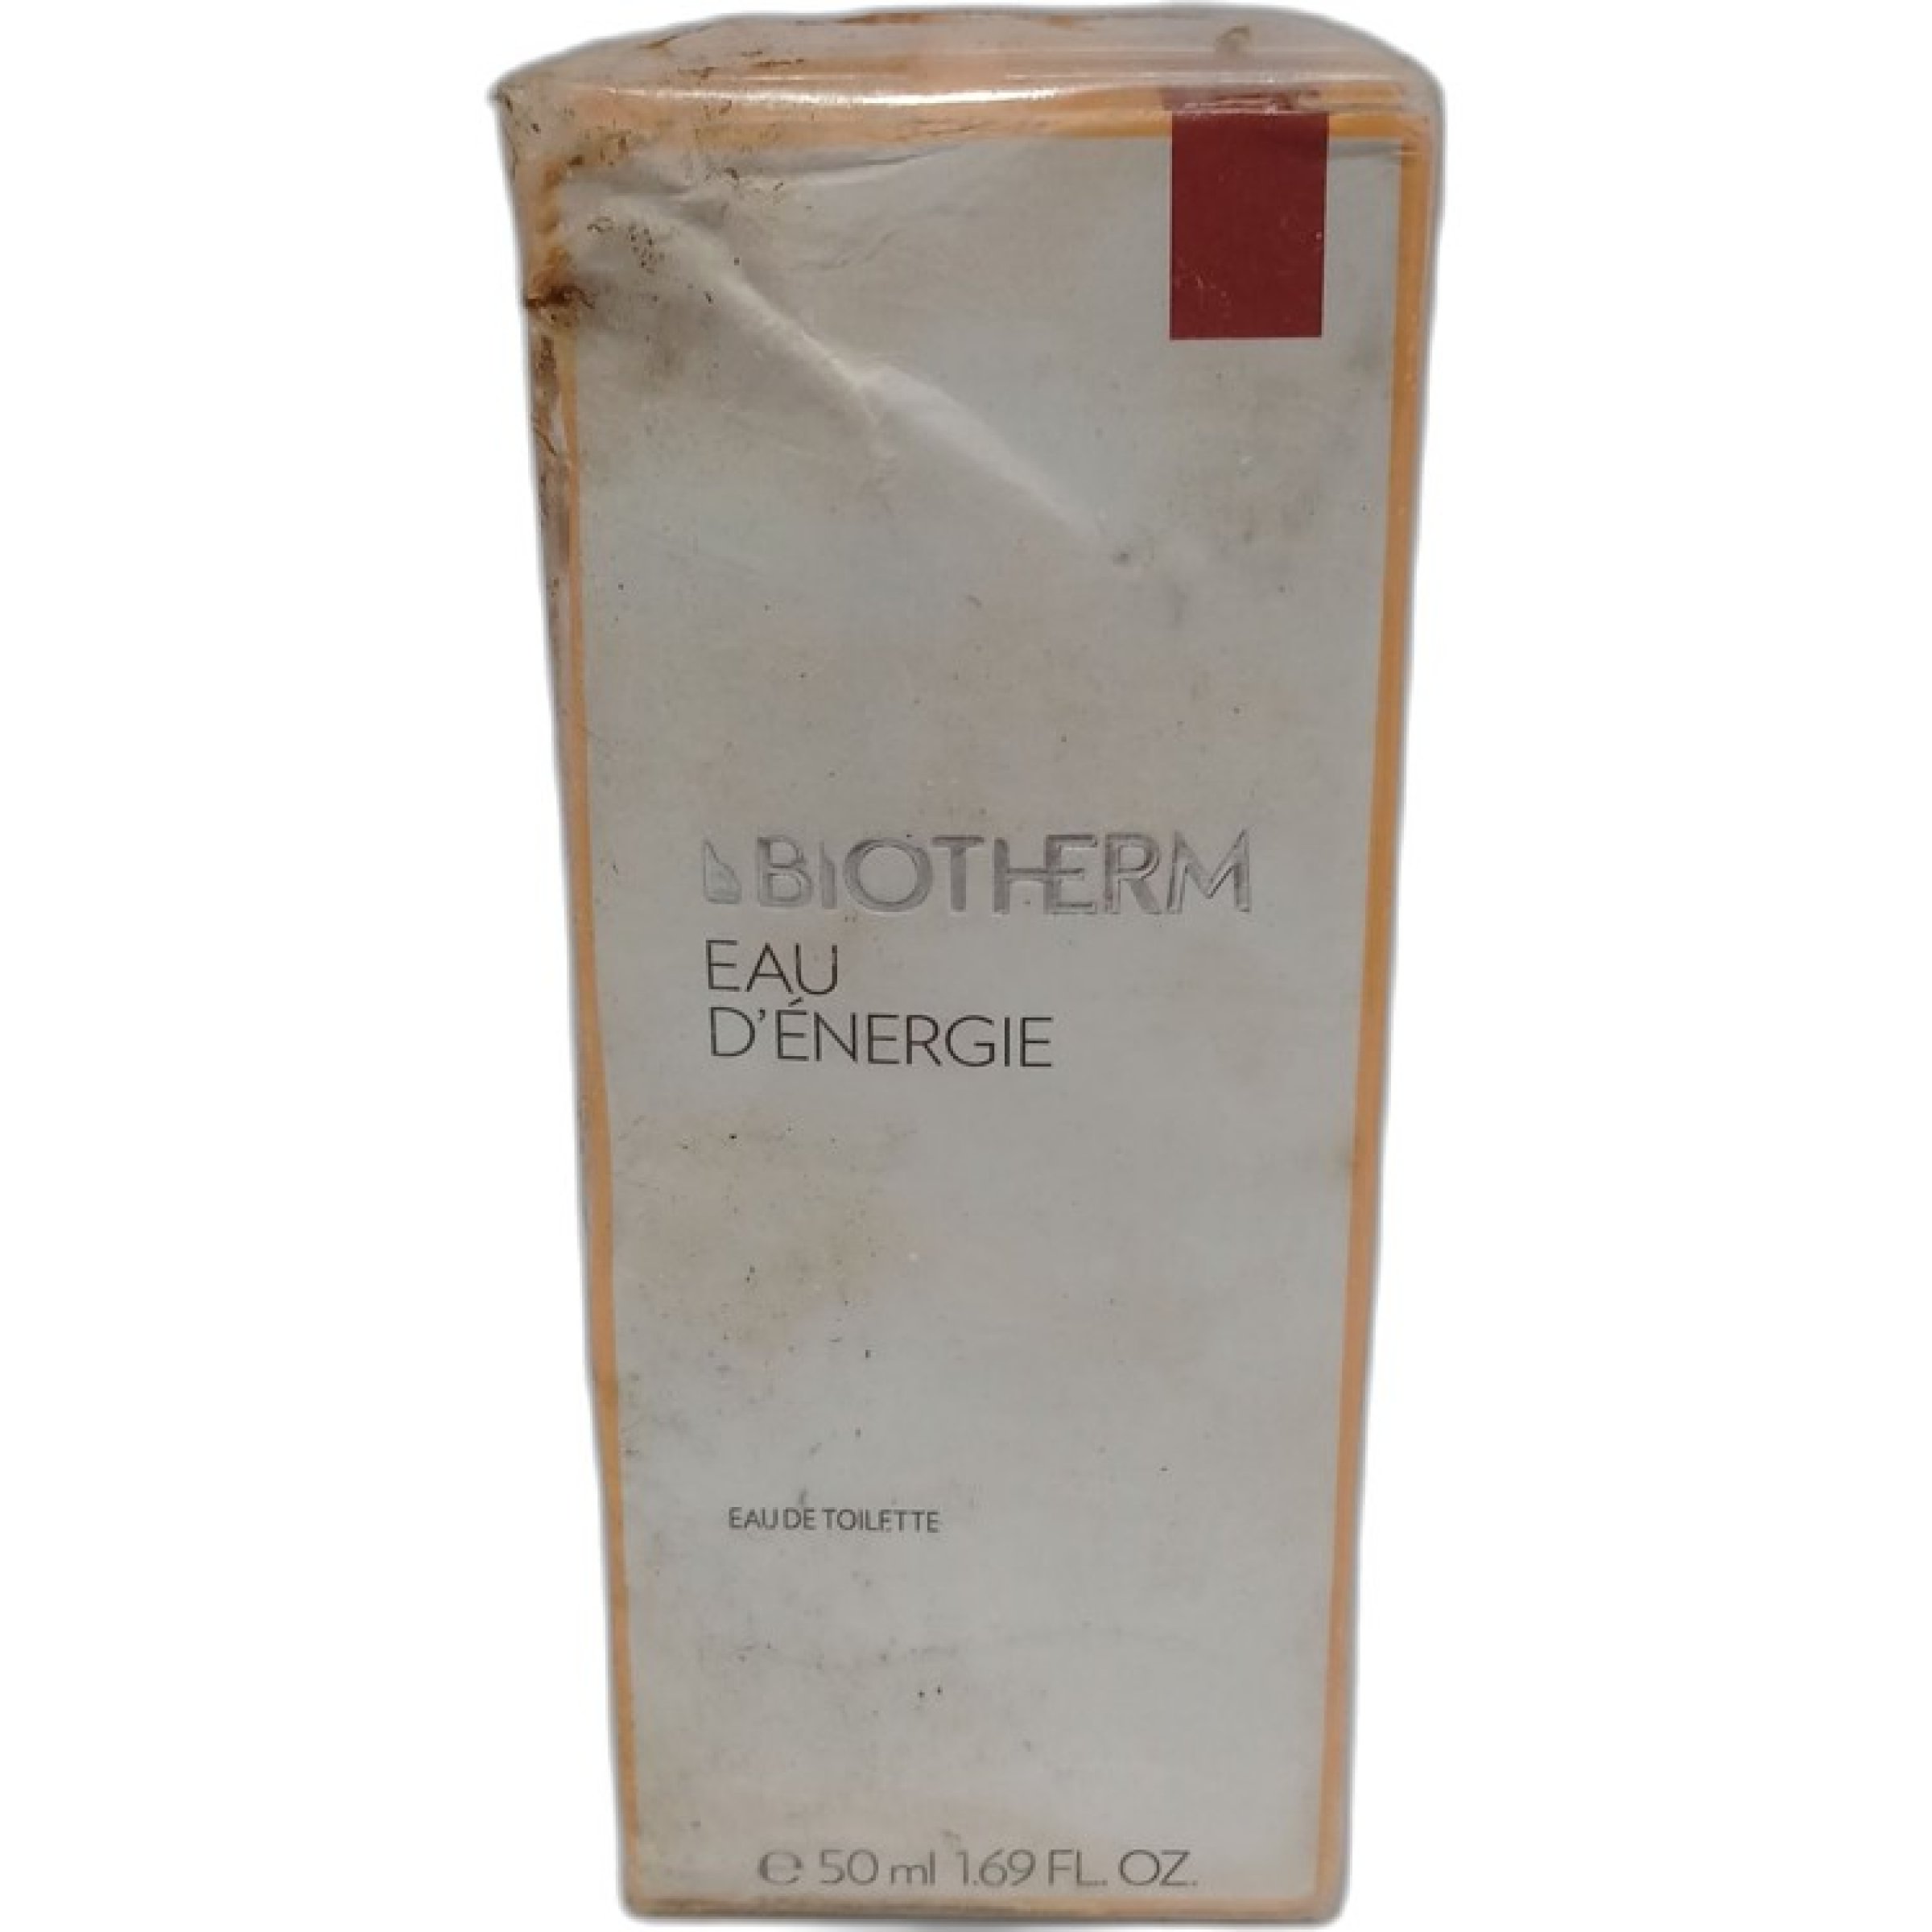 BIOTHERM
EAU
D'ÉNERGIE
EAU DE TOILETTE
e 50 ml 1.69 FL. OZ.